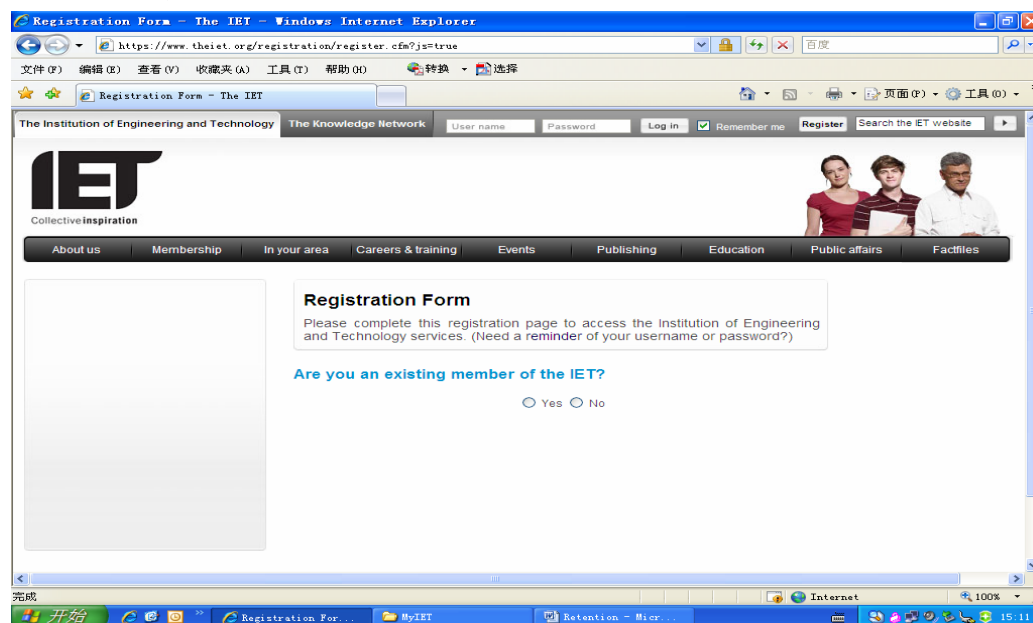 Registration Form - The IET - Windows Internet Explorer
https://www.theiet.org/registration/register.cfm?js=true
百度
文件(F) 编辑(E) 查看(V) 收藏夹(A) 工具(T) 帮助(H) 转换 选择
Registration Form - The IET
页面(P) 工具(O)
The Institution of Engineering and Technology The Knowledge Network User name Password Log in Remember me Register Search the IET website
IET
Collective inspiration
About us Membership In your area Careers & training Events Publishing Education Public affairs Factfiles
Registration Form
Please complete this registration page to access the Institution of Engineering
and Technology services. (Need a reminder of your username or password?)
Are you an existing member of the IET?
Yes No
完成
Internet 100%
开始 Registration For... MyIET Retention - Micr... 15:11